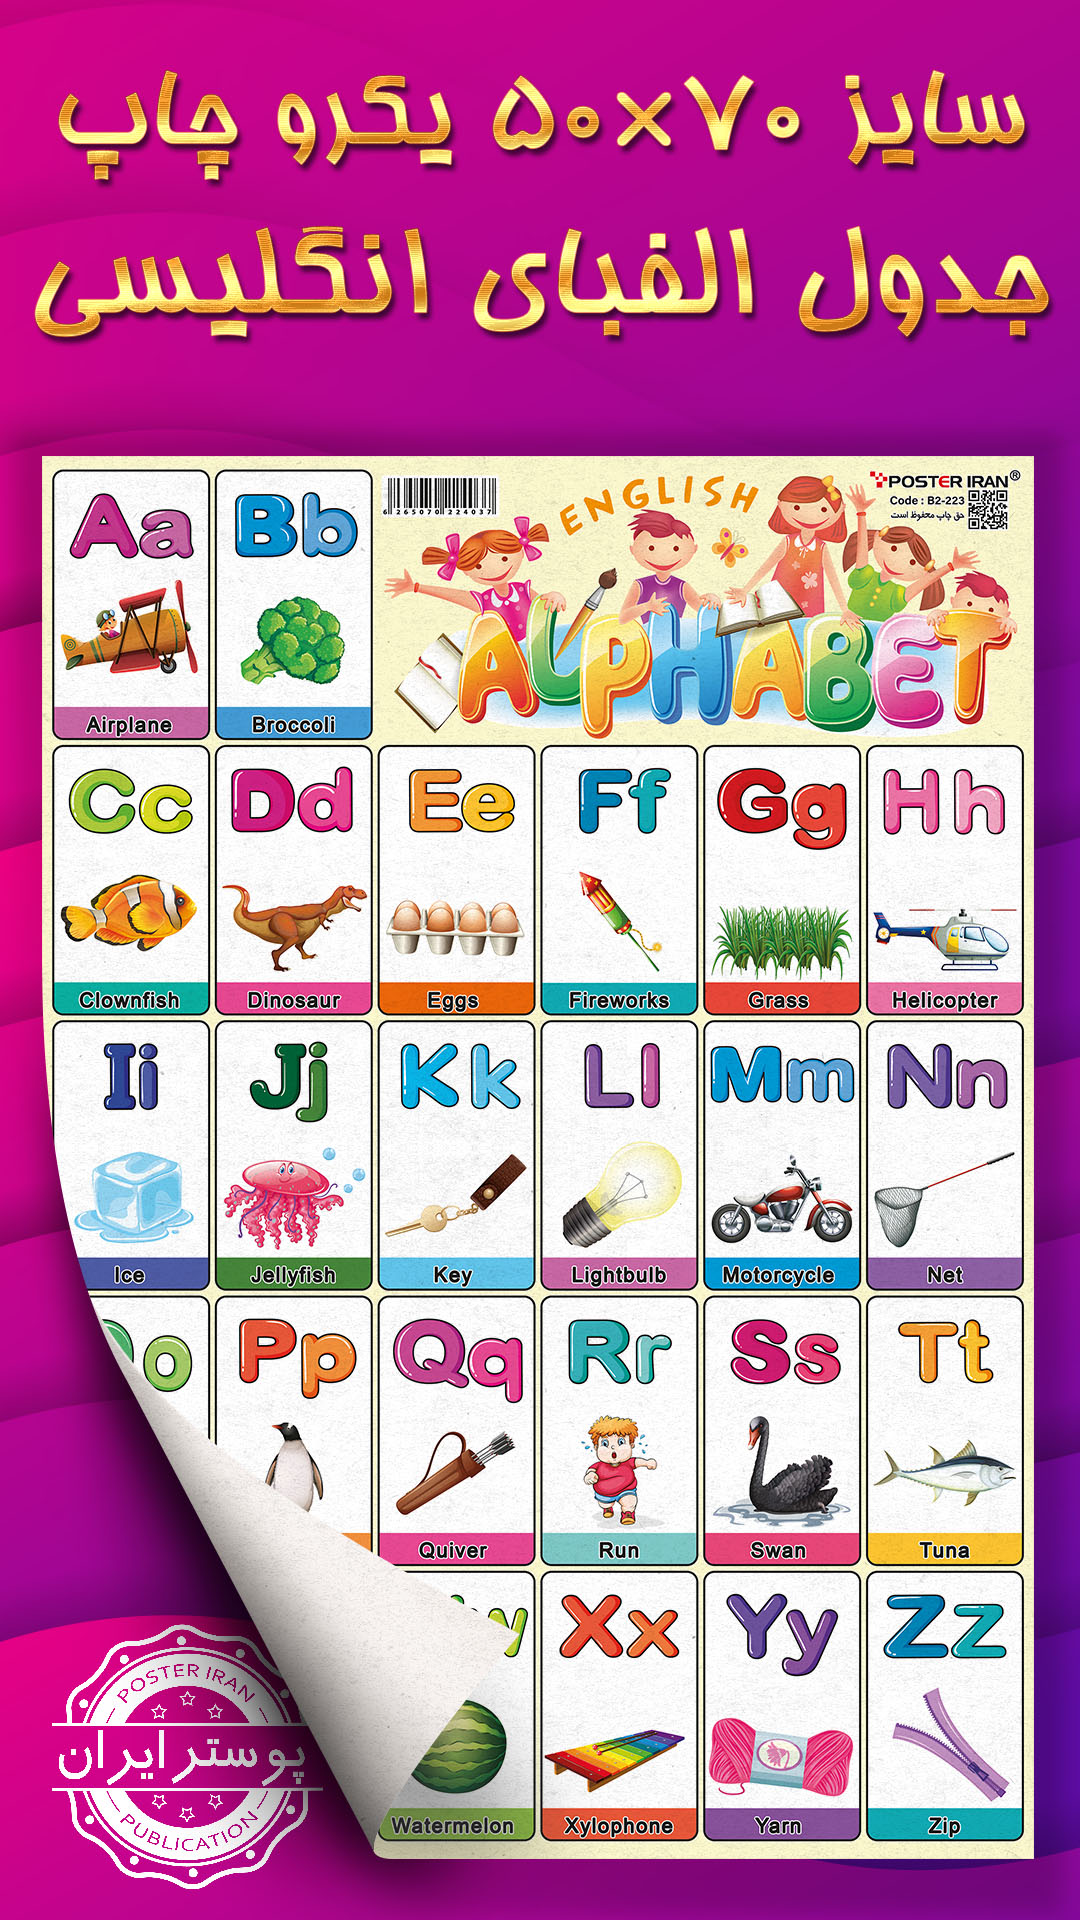 سایز ۷۰×۵۰ یکرو چاپ
جدول الفبای انگلیسی
Aa
Airplane
Bb
Broccoli
6 265070 224037
ENGLISH
ALPHABET
POSTER IRAN®
Code : B2-223
حق چاپ محفوظ است
Cc
Dd
Ee
Ff
Gg
Hh
Clownfish
Dinosaur
Eggs
Fireworks
Grass
Helicopter
Ii
Jj
Kk
Ll
Mm
Nn
Ice
Jellyfish
Key
Lightbulb
Motorcycle
Net
o
Pp
Qq
Rr
Ss
Tt
Quiver
Run
Swan
Tuna
Xx
Yy
Zz
Watermelon
Xylophone
Yarn
Zip
POSTER IRAN
پوستر ایران
PUBLICATION